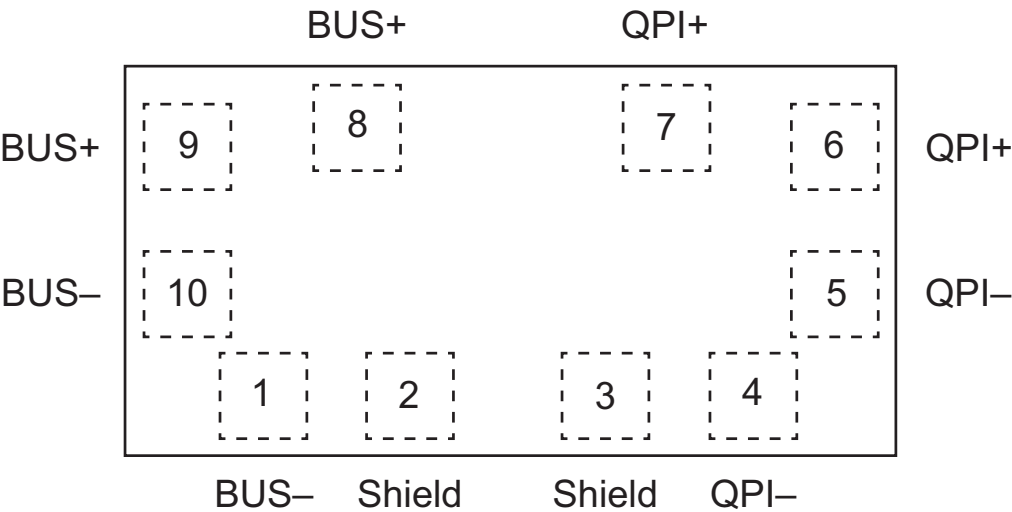 BUS+ QPI+
8 7
BUS+ 9 6 QPI+
BUS– 10 5 QPI–
1 2 3 4
BUS– Shield Shield QPI–